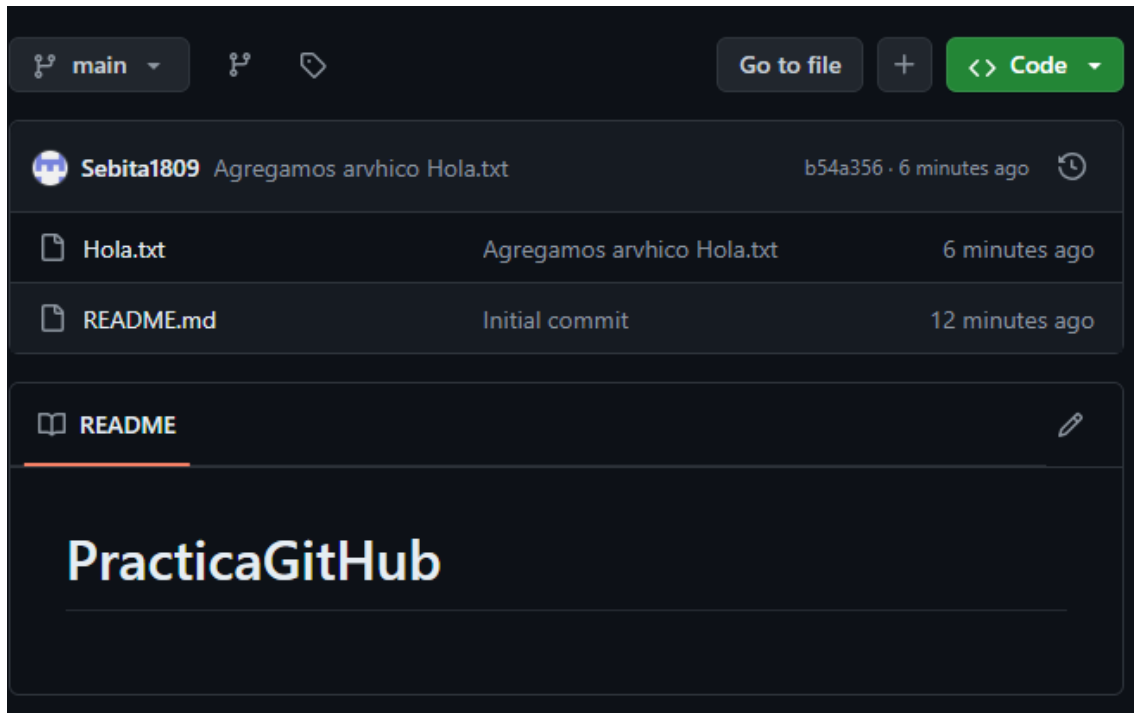 main Go to file + <> Code
Sebita1809 Agregamos arvhico Hola.txt b54a356 · 6 minutes ago
Hola.txt Agregamos arvhico Hola.txt 6 minutes ago
README.md Initial commit 12 minutes ago
README
PracticaGitHub